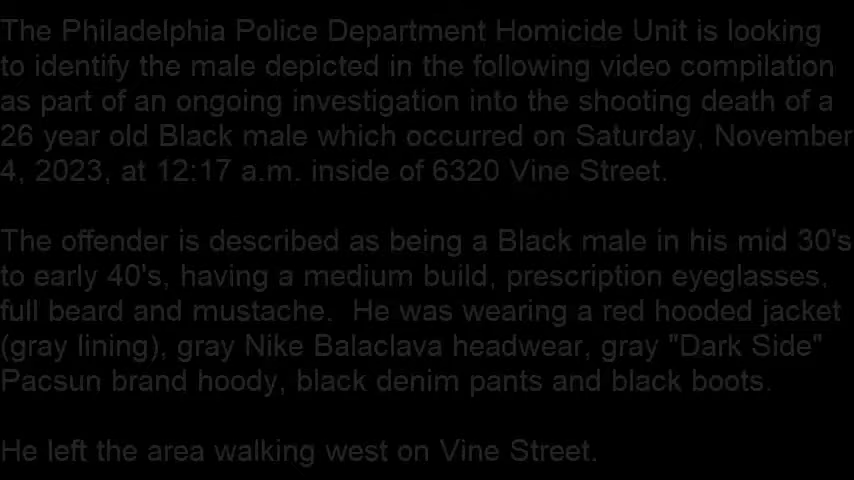 The Philadelphia Police Department Homicide Unit is looking
to identify the male depicted in the following video compilation
as part of an ongoing investigation into the shooting death of a
26 year old Black male which occurred on Saturday, November
4, 2023, at 12:17 a.m. inside of 6320 Vine Street.
The offender is described as being a Black male in his mid 30's
to early 40's, having a medium build, prescription eyeglasses,
full beard and mustache.  He was wearing a red hooded jacket
(gray lining), gray Nike Balaclava headwear, gray "Dark Side"
Pacsun brand hoody, black denim pants and black boots.
He left the area walking west on Vine Street.